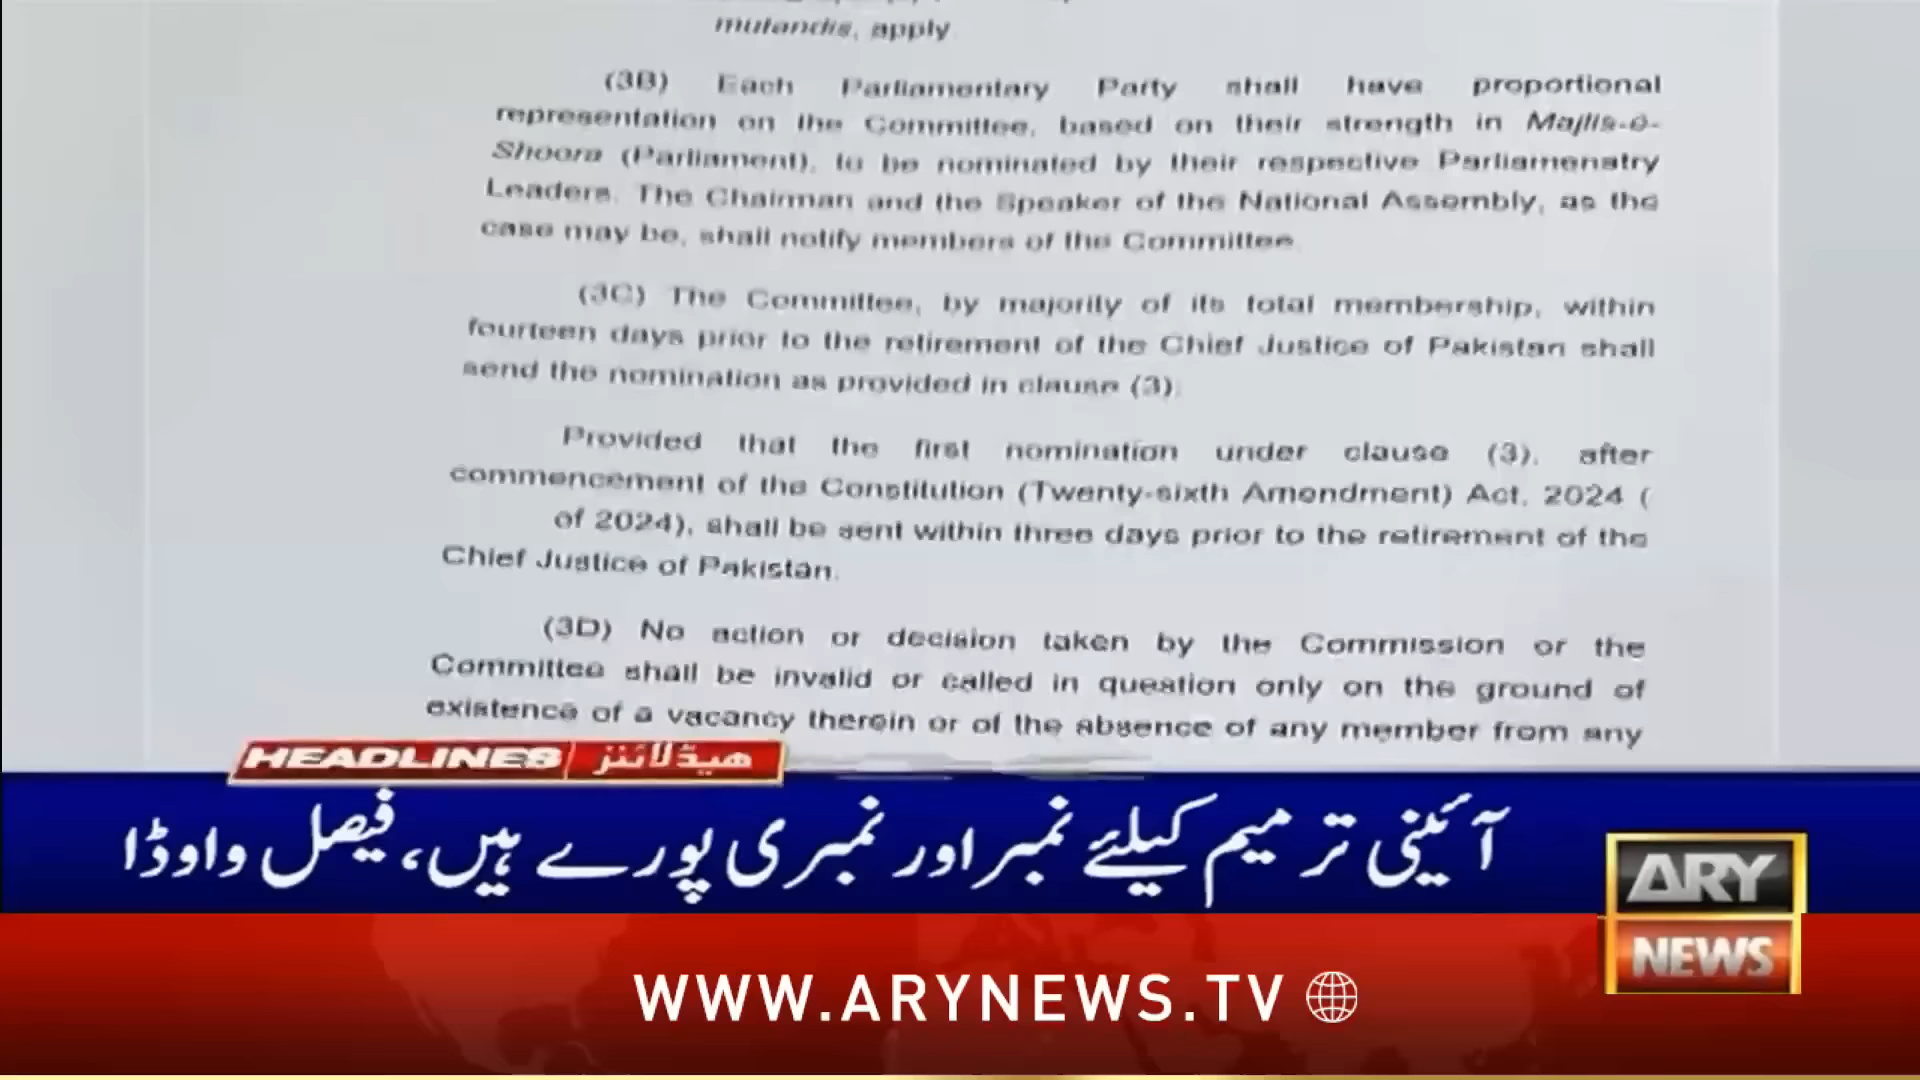 mutandis, apply
(3B) Each Parliamentary Party shall have proportional
representation on the Committee, based on their strength in Majlis-e-
Shoora (Parliament), to be nominated by their respective Parliamenatry
Leaders. The Chairman and the Speaker of the National Assembly, as the
case may be, shall notify members of the Committee.
(3C) The Committee, by majority of its total membership, within
fourteen days prior to the retirement of the Chief Justice of Pakistan shall
send the nomination as provided in clause (3).
Provided that the first nomination under clause (3), after
commencement of the Constitution (Twenty-sixth Amendment) Act, 2024 (
of 2024), shall be sent within three days prior to the retirement of the
Chief Justice of Pakistan.
(3D) No action or decision taken by the Commission or the
Committee shall be invalid or called in question only on the ground of
existence of a vacancy therein or of the absence of any member from any
HEADLINES ہیڈلائنز
آئینی ترمیم کیلئے نمبر اور نمبری پورے ہیں، فیصل واوڈا
ARY
NEWS
WWW.ARYNEWS.TV